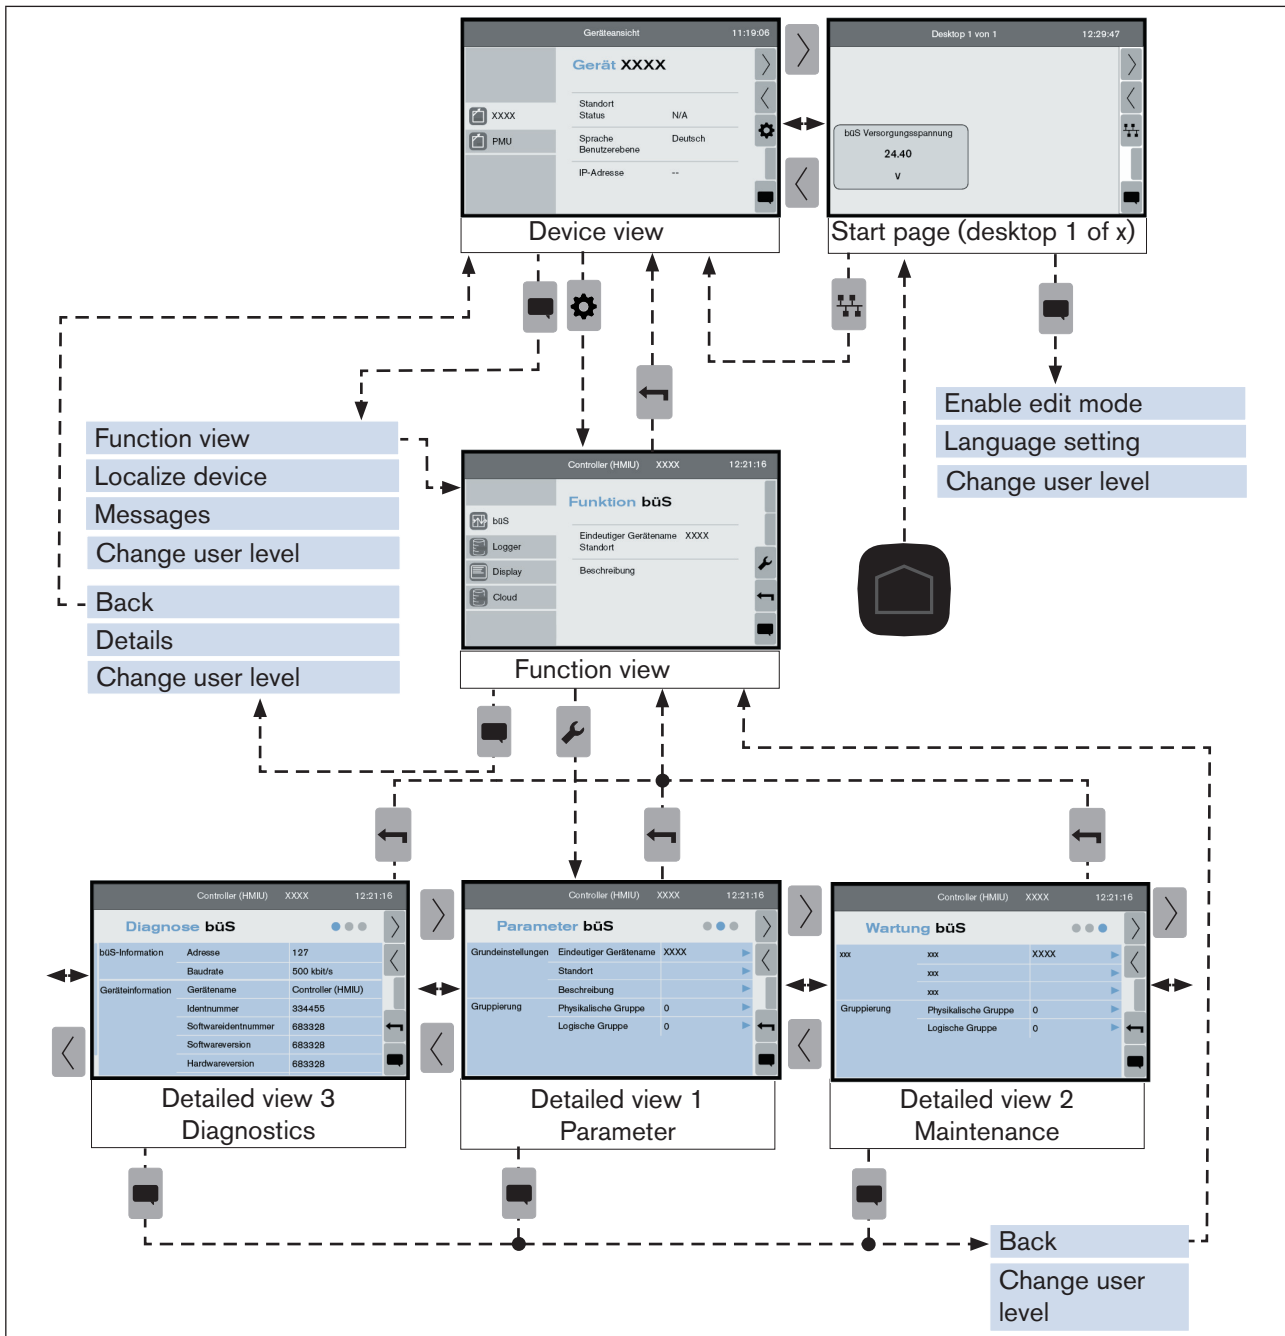 Geräteansicht 11:19:06
Gerät XXXX
Standort
Status N/A
Sprache Deutsch
Benutzerebene
IP-Adresse --
XXXX
PMU
Device view
Desktop 1 von 1 12:29:47
büS Versorgungsspannung
24.40
V
Start page (desktop 1 of x)
Enable edit mode
Language setting
Change user level
Function view
Localize device
Messages
Change user level
Back
Details
Change user level
Controller (HMIU) XXXX 12:21:16
Funktion büS
büS
Logger
Display
Cloud
Eindeutiger Gerätename XXXX
Standort
Beschreibung
Function view
Controller (HMIU) XXXX 12:21:16
Diagnose büS
büS-Information Adresse 127
Baudrate 500 kbit/s
Geräteinformation Gerätename Controller (HMIU)
Identnummer 334455
Softwareidentnummer 683328
Softwareversion 683328
Hardwareversion 683328
Detailed view 3
Diagnostics
Controller (HMIU) XXXX 12:21:16
Parameter büS
Grundeinstellungen Eindeutiger Gerätename XXXX
Standort
Beschreibung
Gruppierung Physikalische Gruppe 0
Logische Gruppe 0
Detailed view 1
Parameter
Controller (HMIU) XXXX 12:21:16
Wartung büS
xxx xxx XXXX
xxx
xxx
Gruppierung Physikalische Gruppe 0
Logische Gruppe 0
Detailed view 2
Maintenance
Back
Change user
level